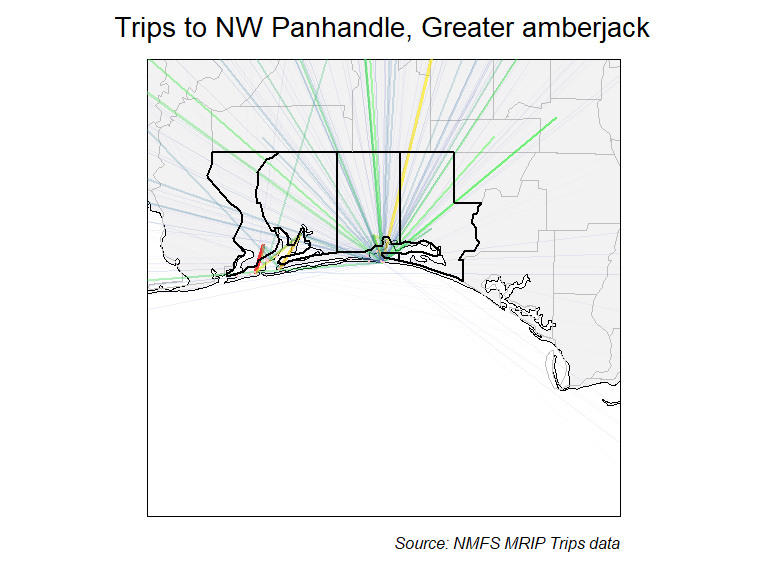 Trips to NW Panhandle, Greater amberjack
Source: NMFS MRIP Trips data